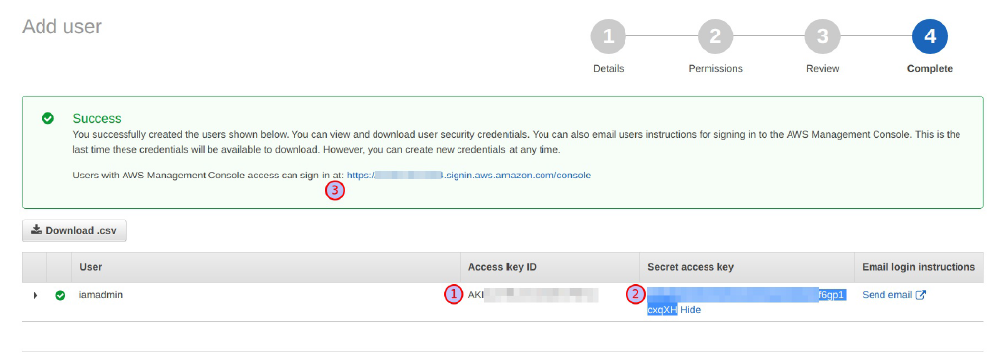 Add user
1 2 3 4
Details Permissions Review Complete
Success
You successfully created the users shown below. You can view and download user security credentials. You can also email users instructions for signing in to the AWS Management Console. This is the
last time these credentials will be available to download. However, you can create new credentials at any time.
Users with AWS Management Console access can sign-in at: https:/ .signin.aws.amazon.com/console
3
Download .csv
User Access key ID Secret access key Email login instructions
iamadmin 1 AKI 2 f6qp1 Send email
cxqXH Hide